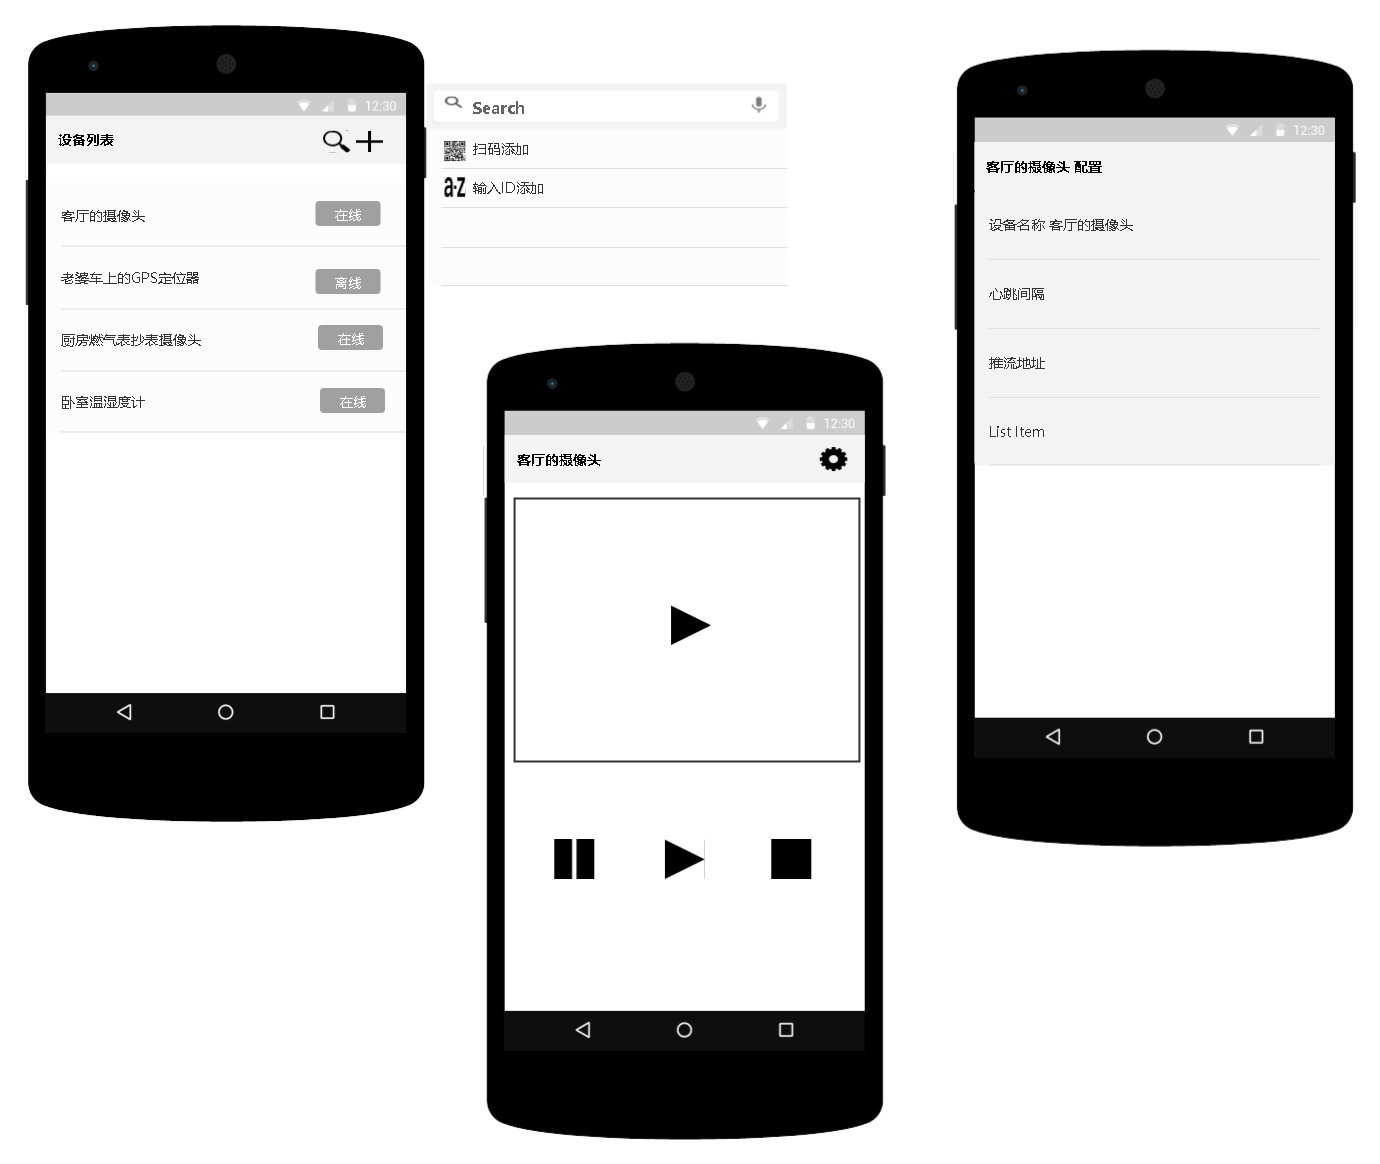 12:30
设备列表
客厅的摄像头 在线
老婆车上的GPS定位器 离线
厨房燃气表抄表摄像头 在线
卧室温湿度计 在线
Search
扫码添加
a-Z 输入ID添加
12:30
客厅的摄像头
12:30
客厅的摄像头 配置
设备名称 客厅的摄像头
心跳间隔
推流地址
List Item